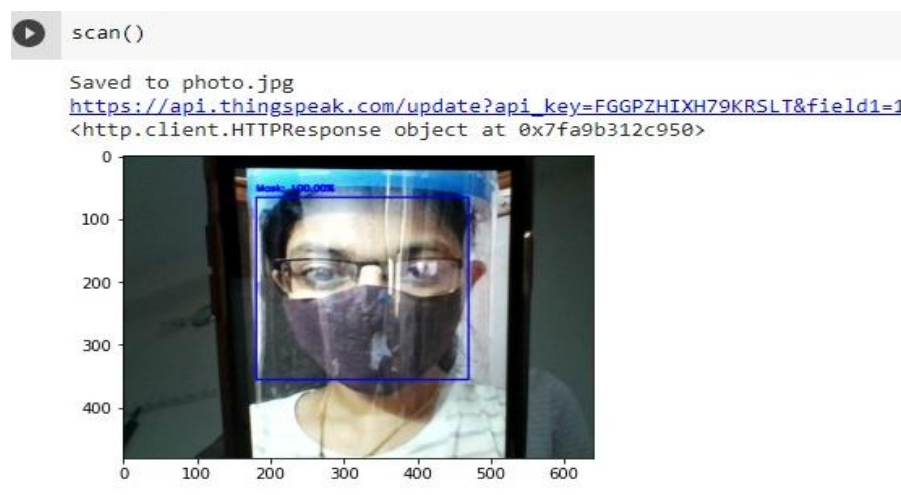 scan()
Saved to photo.jpg
https://api.thingspeak.com/update?api_key=FGGPZHIXH79KRSLT&field1=1
<http.client.HTTPResponse object at 0x7fa9b312c950>
0
Mask: 100.00%
100
200
300
400
0 100 200 300 400 500 600